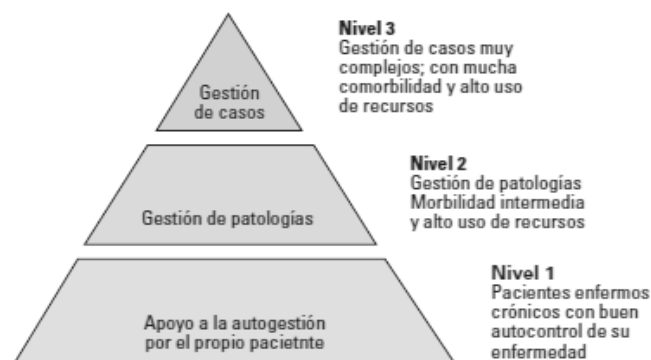 Gestión
de casos
Nivel 3
Gestión de casos muy
complejos; con mucha
comorbilidad y alto uso
de recursos
Gestión de patologías
Nivel 2
Gestión de patologías
Morbilidad intermedia
y alto uso de recursos
Apoyo a la autogestión
por el propio pacietnte
Nivel 1
Pacientes enfermos
crónicos con buen
autocontrol de su
enfermedad